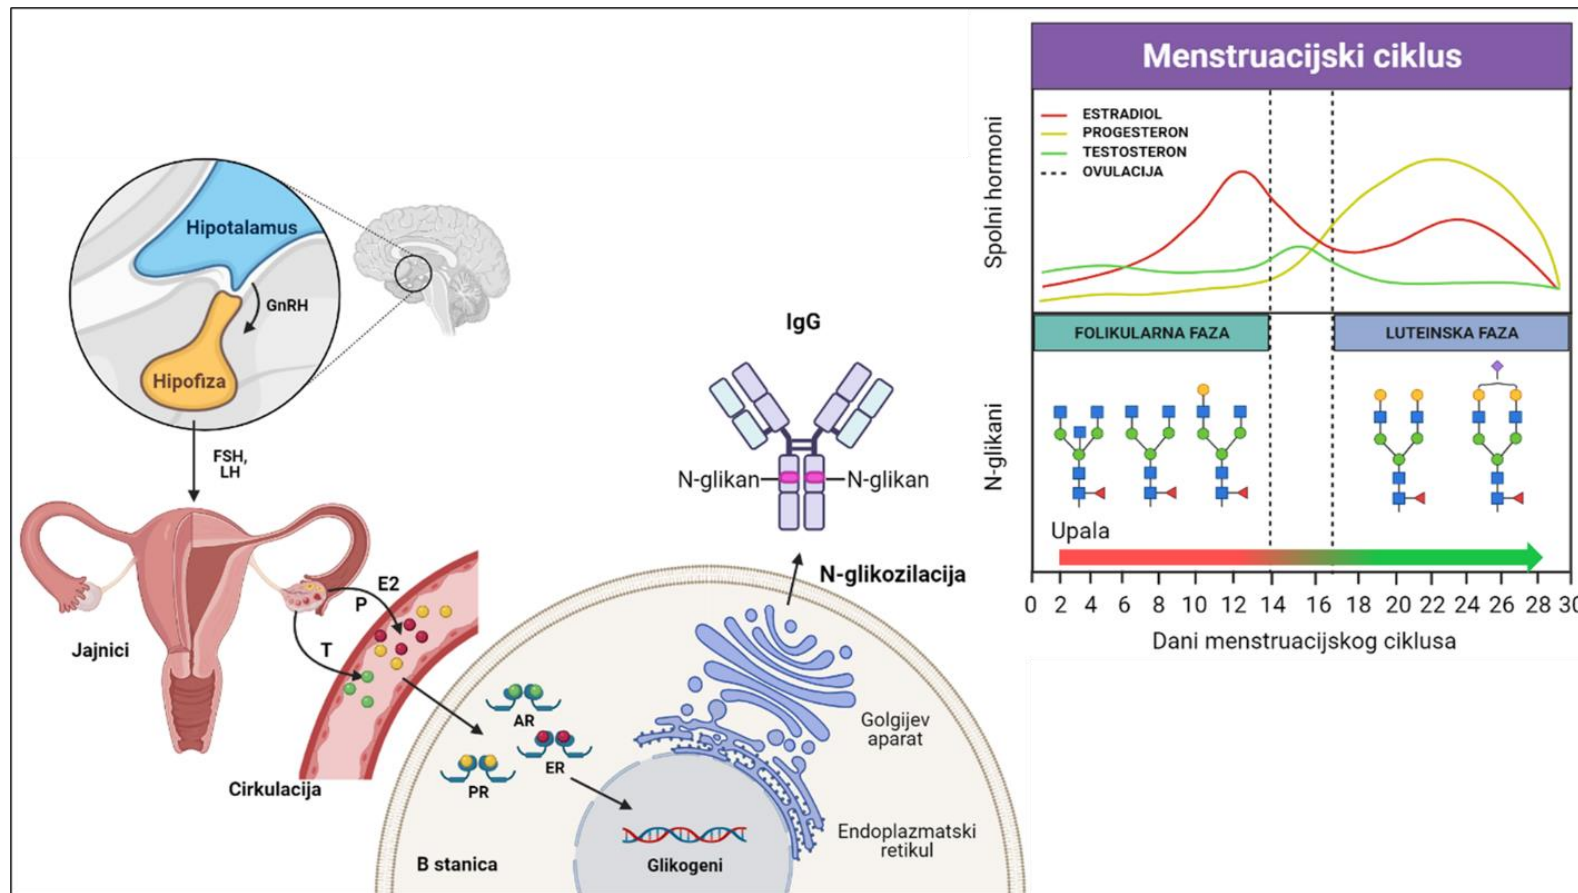 Menstruacijski ciklus
Spolni hormoni
ESTRADIOL
PROGESTERON
TESTOSTERON
OVULACIJA
FOLIKULARNA FAZA
LUTEINSKA FAZA
N-glikani
Upala
0 2 4 6 8 10 12 14 16 18 20 22 24 26 28 30
Dani menstruacijskog ciklusa
Hipotalamus
GnRH
Hipofiza
FSH,
LH
Jajnici
E2
P
T
Cirkulacija
IgG
N-glikan
N-glikan
N-glikozilacija
AR
ER
PR
Golgijev
aparat
Endoplazmatski
retikul
B stanica
Glikogeni